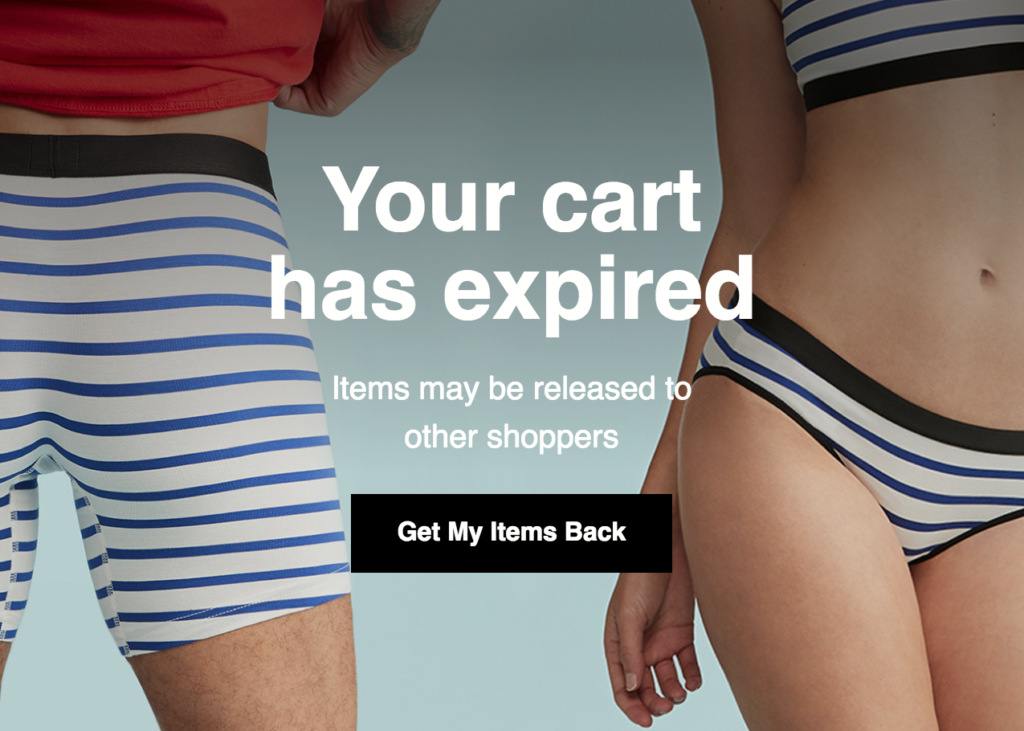 Your cart
has expired
Items may be released to
other shoppers
Get My Items Back